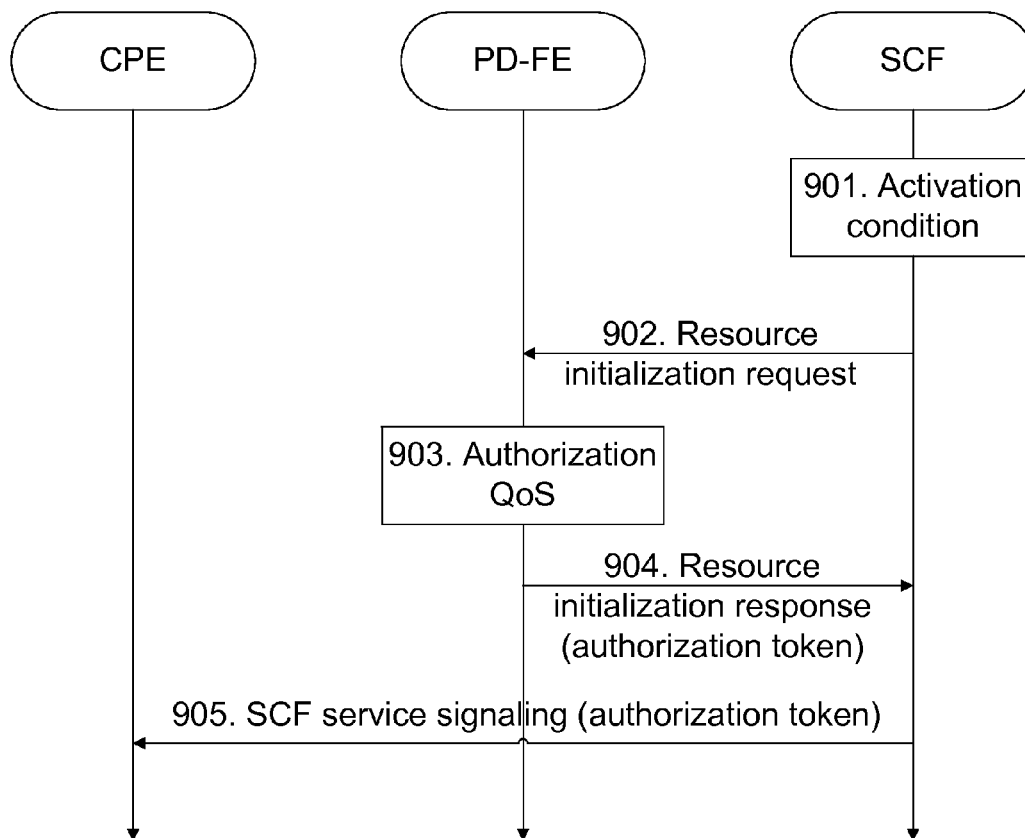 CPE
PD-FE
SCF
901. Activation
condition
902. Resource
initialization request
903. Authorization
QoS
904. Resource
initialization response
(authorization token)
905. SCF service signaling (authorization token)